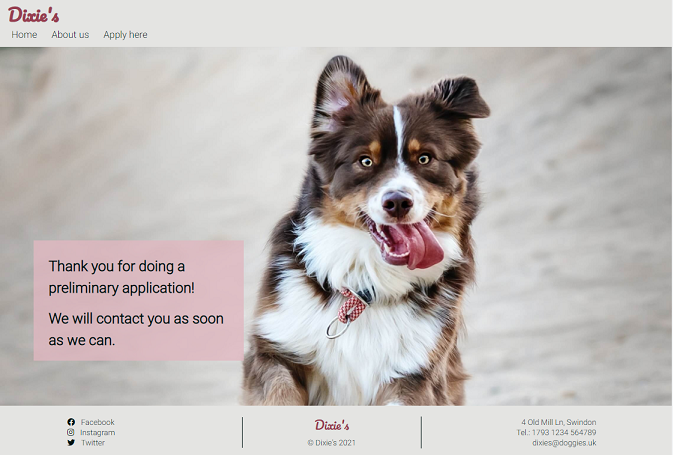 Dixie's
Home About us Apply here
Thank you for doing a
preliminary application!
We will contact you as soon
as we can.
Facebook
Instagram
Twitter
Dixie's
© Dixie's 2021
4 Old Mill Ln, Swindon
Tel.: 1793 1234 564789
dixies@doggies.uk